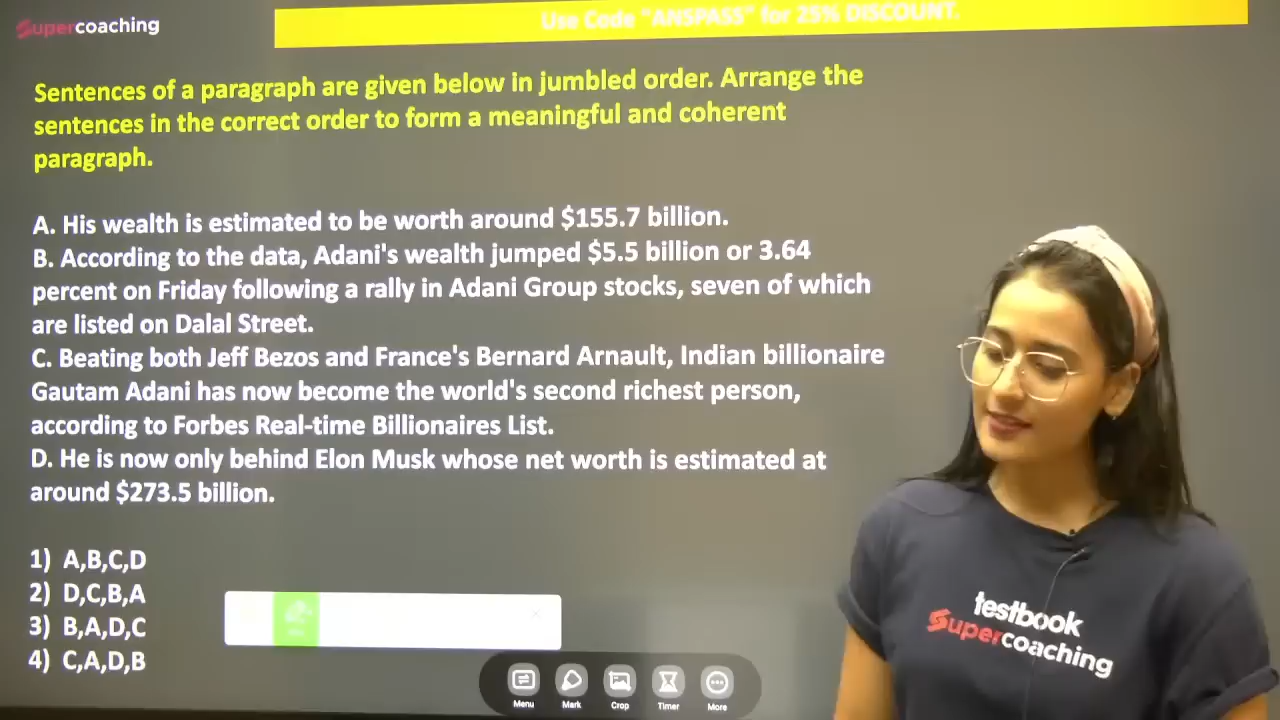 Supercoaching
Use Code "ANSPASS" for 25% DISCOUNT.
Sentences of a paragraph are given below in jumbled order. Arrange the
sentences in the correct order to form a meaningful and coherent
paragraph.
A. His wealth is estimated to be worth around $155.7 billion.
B. According to the data, Adani's wealth jumped $5.5 billion or 3.64
percent on Friday following a rally in Adani Group stocks, seven of which
are listed on Dalal Street.
C. Beating both Jeff Bezos and France's Bernard Arnault, Indian billionaire
Gautam Adani has now become the world's second richest person,
according to Forbes Real-time Billionaires List.
D. He is now only behind Elon Musk whose net worth is estimated at
around $273.5 billion.
1) A,B,C,D
2) D,C,B,A
3) B,A,D,C
4) C,A,D,B
Menu Mark Crop Timer More
testbook
Supercoaching